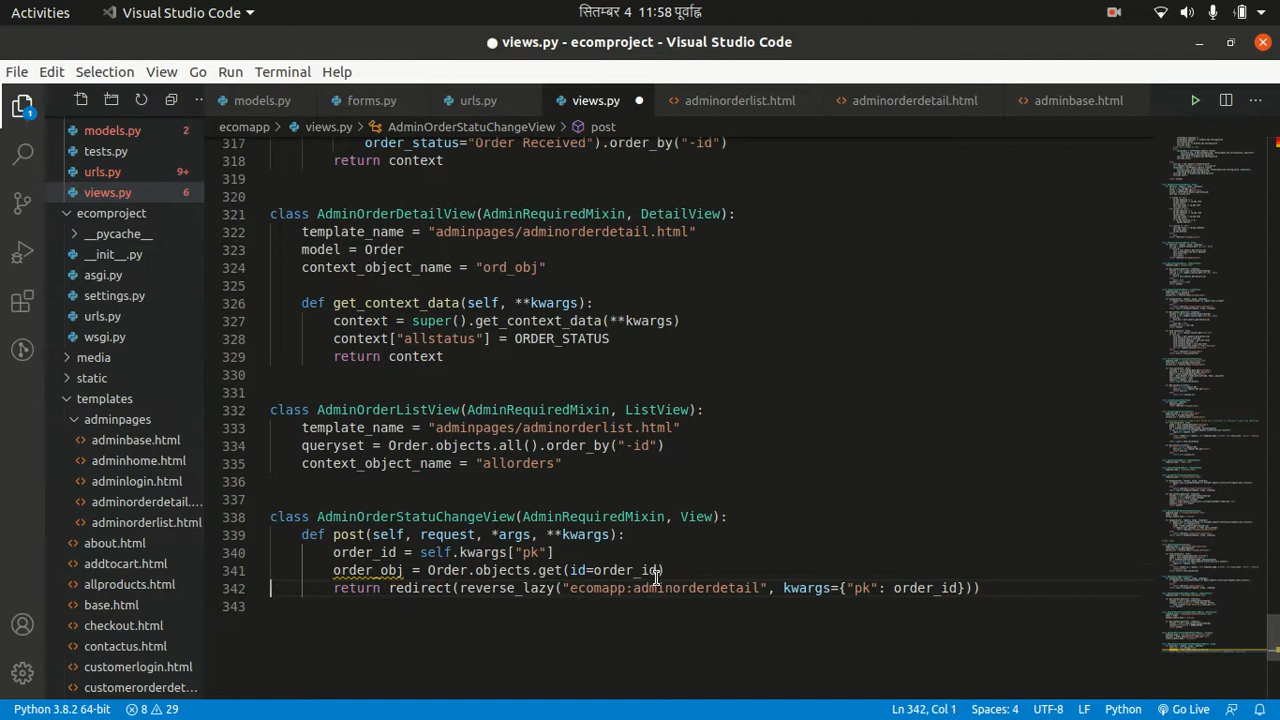 Activities Visual Studio Code सितम्बर 4 11:58 पूर्वाह्न
views.py - ecomproject - Visual Studio Code
File Edit Selection View Go Run Terminal Help
models.py forms.py urls.py views.py adminorderlist.html adminorderdetail.html adminbase.html
ecomapp views.py AdminOrderStatuChangeView post
models.py 2
tests.py
urls.py 9+
views.py 6
ecomproject
__pycache__
__init__.py
asgi.py
settings.py
urls.py
wsgi.py
media
static
templates
adminpages
adminbase.html
adminhome.html
adminlogin.html
adminorderdetail....
adminorderlist.html
about.html
addtocart.html
allproducts.html
base.html
checkout.html
contactus.html
customerlogin.html
customerorderdet...
317 order_status="Order Received").order_by("-id")
318 return context
319
320
321 class AdminOrderDetailView(AdminRequiredMixin, DetailView):
322 template_name = "adminpages/adminorderdetail.html"
323 model = Order
324 context_object_name = "ord_obj"
325
326 def get_context_data(self, **kwargs):
327 context = super().get_context_data(**kwargs)
328 context["allstatus"] = ORDER_STATUS
329 return context
330
331
332 class AdminOrderListView(AdminRequiredMixin, ListView):
333 template_name = "adminpages/adminorderlist.html"
334 queryset = Order.objects.all().order_by("-id")
335 context_object_name = "allorders"
336
337
338 class AdminOrderStatuChangeView(AdminRequiredMixin, View):
339 def post(self, request, *args, **kwargs):
340 order_id = self.kwargs["pk"]
341 order_obj = Order.objects.get(id=order_id)
342 return redirect(reverse_lazy("ecomapp:adminorderdetail", kwargs={"pk": order_id}))
343
Python 3.8.2 64-bit 8 29 Ln 342, Col 1 Spaces: 4 UTF-8 LF Python Go Live